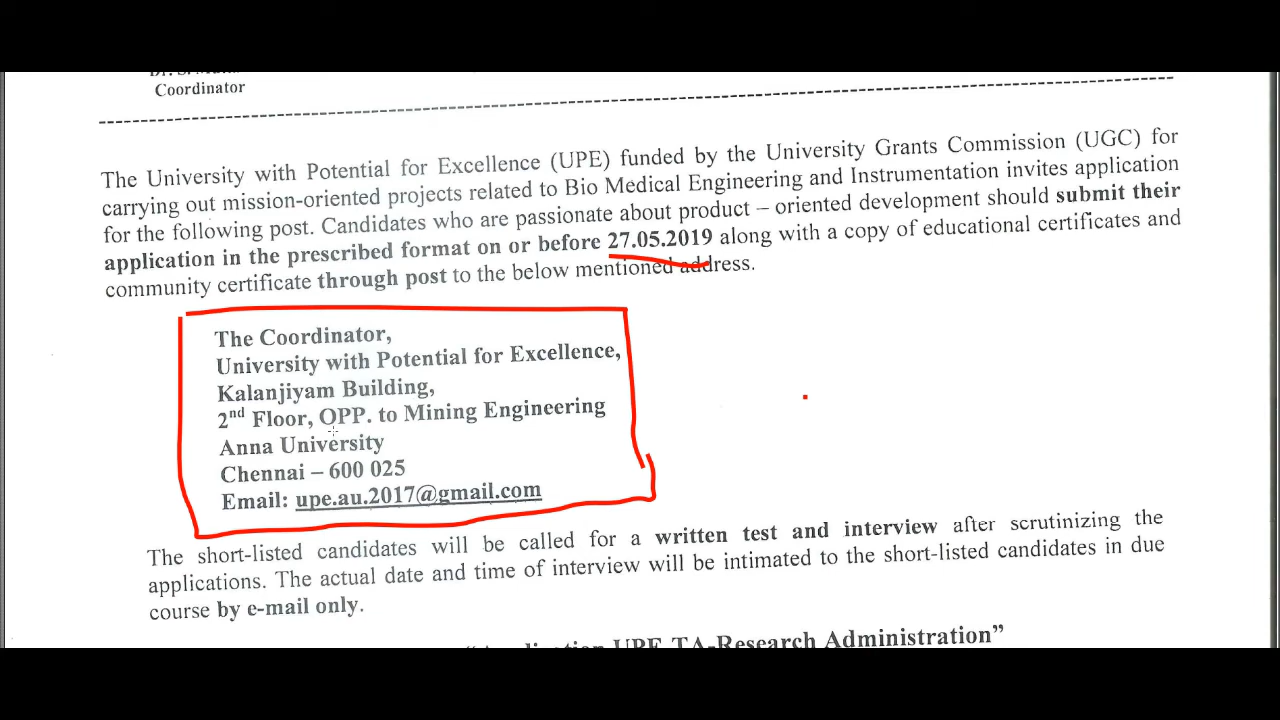 Coordinator
The University with Potential for Excellence (UPE) funded by the University Grants Commission (UGC) for
carrying out mission-oriented projects related to Bio Medical Engineering and Instrumentation invites application
for the following post. Candidates who are passionate about product – oriented development should submit their
application in the prescribed format on or before 27.05.2019 along with a copy of educational certificates and
community certificate through post to the below mentioned address.
The Coordinator,
University with Potential for Excellence,
Kalanjiyam Building,
2nd Floor, OPP. to Mining Engineering
Anna University
Chennai – 600 025
Email: upe.au.2017@gmail.com
The short-listed candidates will be called for a written test and interview after scrutinizing the
applications. The actual date and time of interview will be intimated to the short-listed candidates in due
course by e-mail only.
“Application UPE-TA-Research Administration”